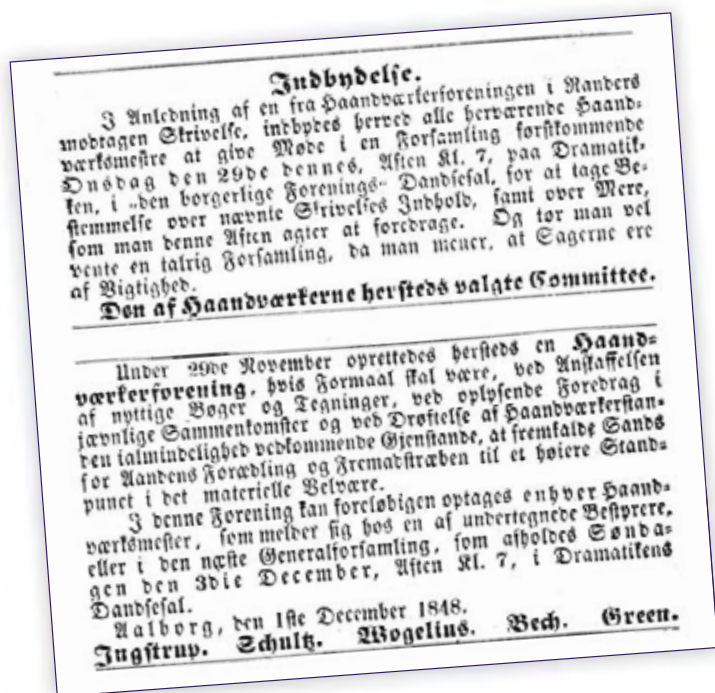 Indbydelse.
I Anledning af en fra Haandværkerforeningen i Randers
modtagen Skrivelse, indbydes herved alle herværende Haand-
værksmestre at give Møde i en Forsamling førstkommende
Onsdag den 29de dennes, Aften Kl. 7, paa Dramatik-
ken, i „den borgerlige Forenings“ Dandsesal, for at tage Be-
stemmelse over nævnte Skrivelses Indhold, samt over Mere,
som man denne Aften agter at foredrage. Og tør man vel
vente en talrig Forsamling, da man mener, at Sagerne ere
af Vigtighed.
Den af Haandværkerne hersteds valgte Committee.
Under 29de November oprettedes hersteds en Haand-
værkerforening, hvis Formaal skal være, ved Anskaffelsen
af nyttige Bøger og Tegninger, ved oplysende Foredrag i
jævnlige Sammenkomster og ved Drøftelse af Haandværkerstan-
den ialmindelighed vedkommende Gjenstande, at fremkalde Sands
for Aandens Forædling og Fremadstræben til et høiere Stand-
punct i det materielle Velvære.
I denne Forening kan foreløbigen optages enhver Haand-
værksmester, som melder sig hos en af undertegnede Bestyrere,
eller i den næste Generalforsamling, som afholdes Sønda-
gen den 3die December, Aften Kl. 7, i Dramatikens
Dandsesal.
Aalborg, den 1ste December 1848.
Ingstrup. Schultz. Wogelius. Bech. Green.